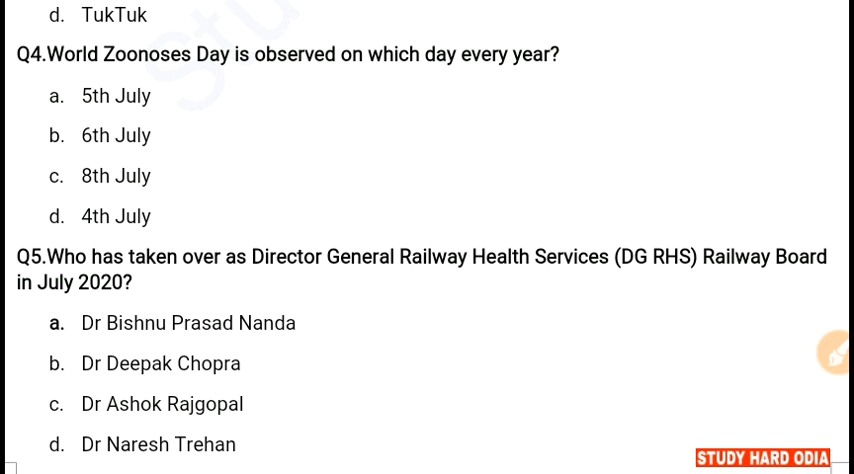 d. TukTuk
Q4.World Zoonoses Day is observed on which day every year?
a. 5th July
b. 6th July
c. 8th July
d. 4th July
Q5.Who has taken over as Director General Railway Health Services (DG RHS) Railway Board
in July 2020?
a. Dr Bishnu Prasad Nanda
b. Dr Deepak Chopra
c. Dr Ashok Rajgopal
d. Dr Naresh Trehan
STUDY HARD ODIA